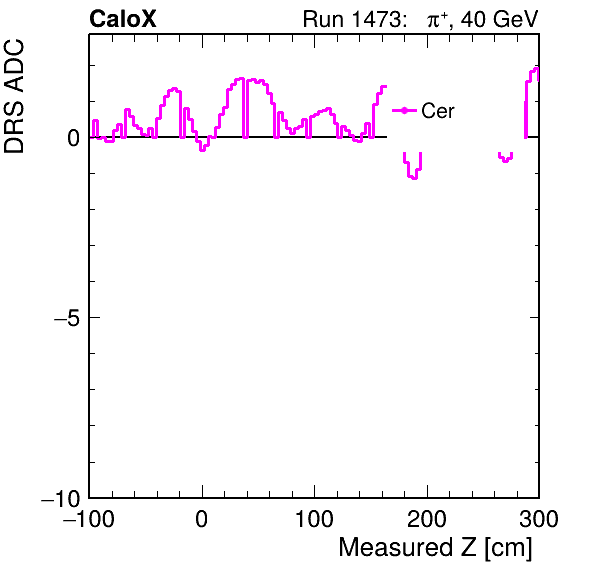 CaloX Run 1473: π⁺, 40 GeV
DRS ADC
Cer
0
−5
−10
−100 0 100 200 300
Measured Z [cm]